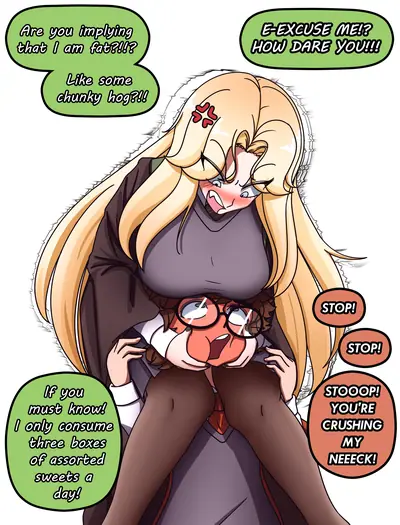 Are you implying
that I am fat?!!?
Like some
chunky hog?!!
E-EXCUSE ME!?
HOW DARE YOU!!!
STOP!
STOP!
STOOOP!
YOU'RE
CRUSHING
MY
NEEECK!
If you
must know!
I only consume
three boxes
of assorted
sweets a
day!